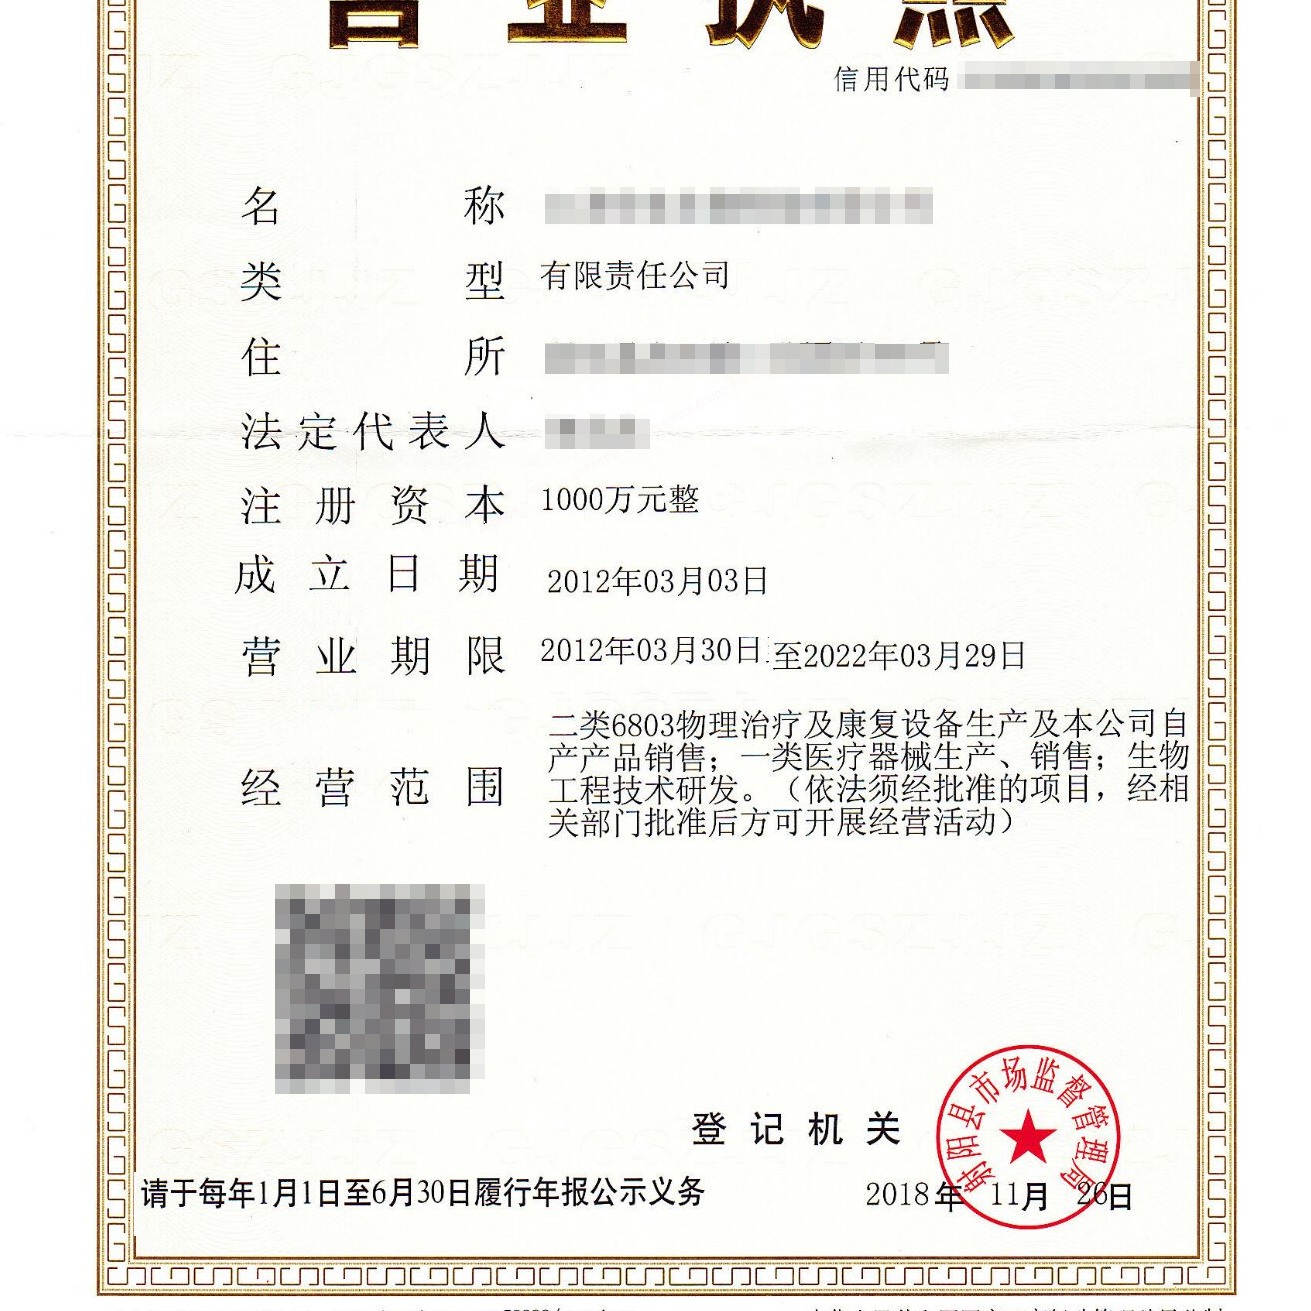 营业执照
信用代码
名称
类型 有限责任公司
住所
法定代表人
注册资本 1000万元整
成立日期 2012年03月03日
营业期限 2012年03月30日至2022年03月29日
经营范围 二类6803物理治疗及康复设备生产及本公司自
产产品销售；一类医疗器械生产、销售；生物
工程技术研发。（依法须经批准的项目，经相
关部门批准后方可开展经营活动）
射阳县市场监督管理局
登记机关
请于每年1月1日至6月30日履行年报公示义务
2018年 11月 26日